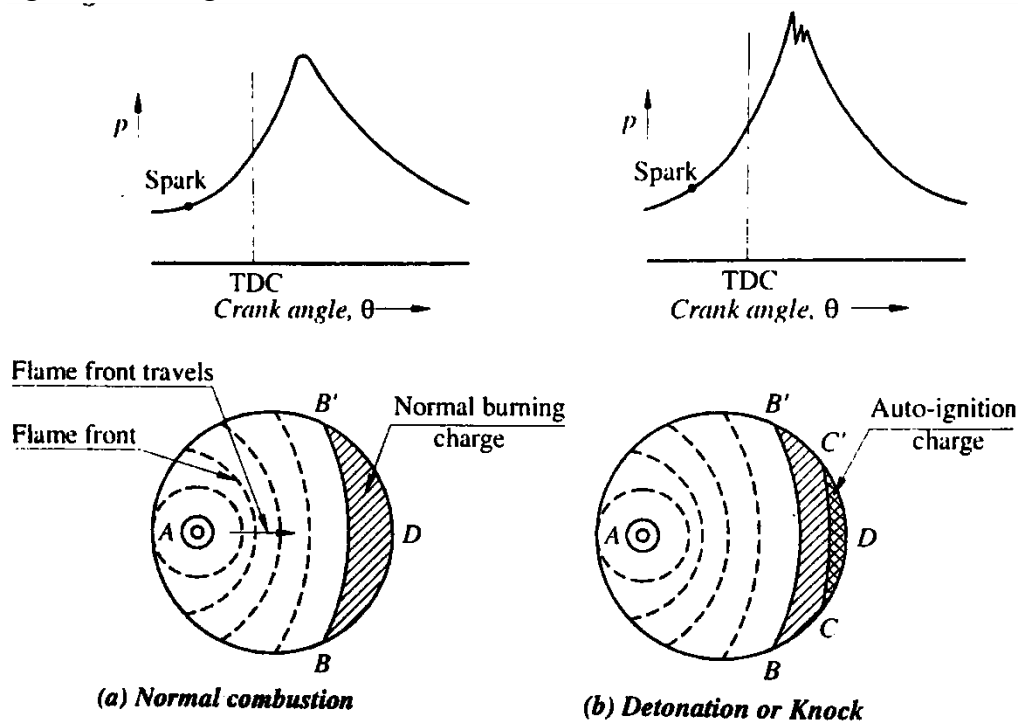 p
Spark
TDC
Crank angle, θ
p
Spark
TDC
Crank angle, θ
Flame front travels
Flame front
B'
Normal burning
charge
A
D
B
(a) Normal combustion
B'
C'
Auto-ignition
charge
A
D
C
B
(b) Detonation or Knock